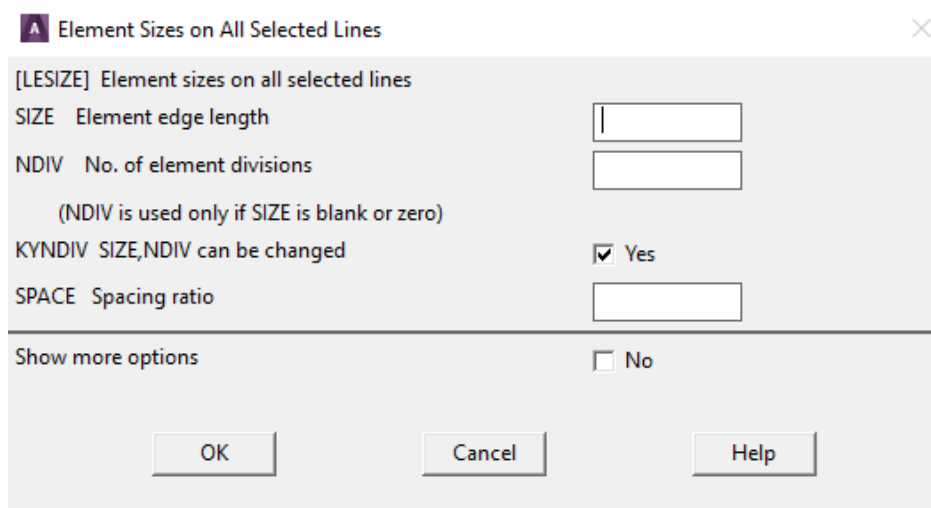 Element Sizes on All Selected Lines
[LESIZE] Element sizes on all selected lines
SIZE Element edge length
NDIV No. of element divisions
(NDIV is used only if SIZE is blank or zero)
KYNDIV SIZE,NDIV can be changed Yes
SPACE Spacing ratio
Show more options No
OK Cancel Help